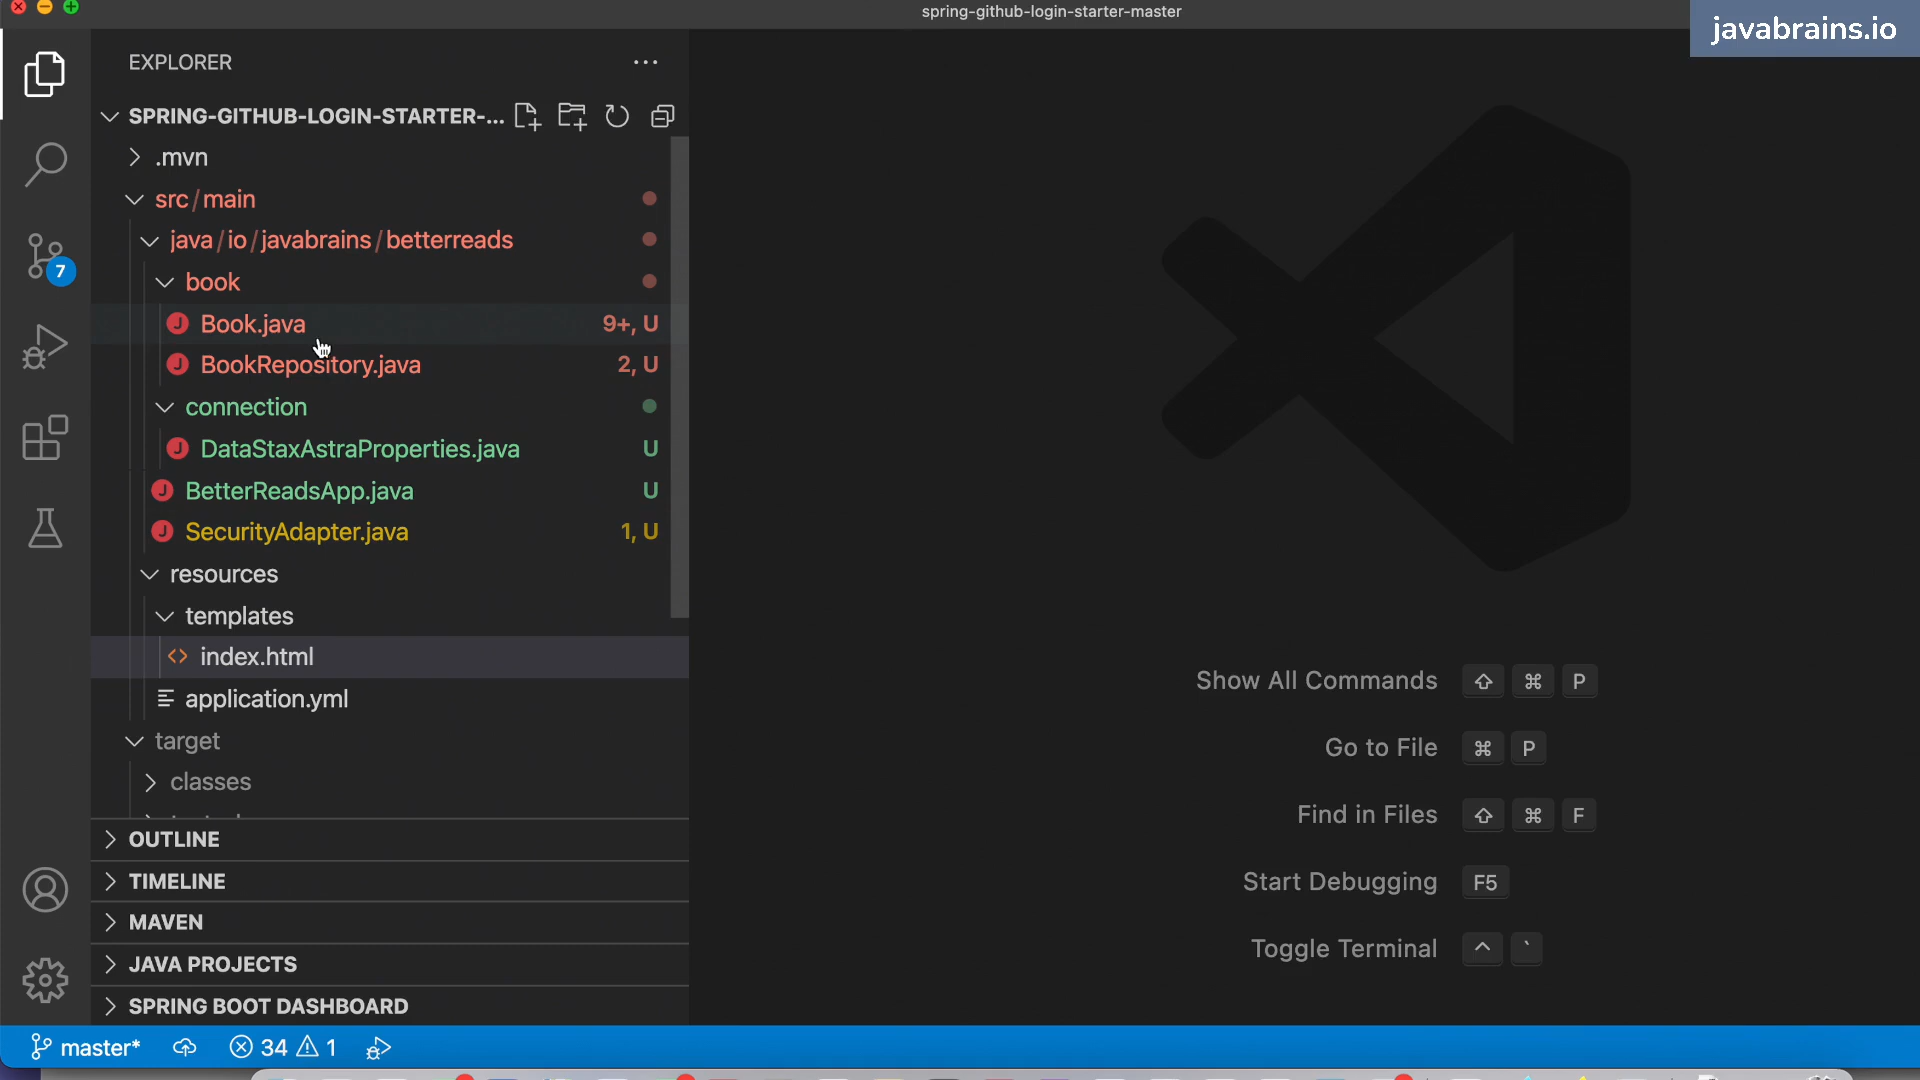 spring-github-login-starter-master
javabrains.io
EXPLORER
SPRING-GITHUB-LOGIN-STARTER-...
.mvn
src/main
java/io/javabrains/betterreads
book
Book.java 9+, U
BookRepository.java 2, U
connection
DataStaxAstraProperties.java U
BetterReadsApp.java U
SecurityAdapter.java 1, U
resources
templates
index.html
application.yml
target
classes
OUTLINE
TIMELINE
MAVEN
JAVA PROJECTS
SPRING BOOT DASHBOARD
7
Show All Commands ⇧ ⌘ P
Go to File ⌘ P
Find in Files ⇧ ⌘ F
Start Debugging F5
Toggle Terminal ^ `
master* 34 1